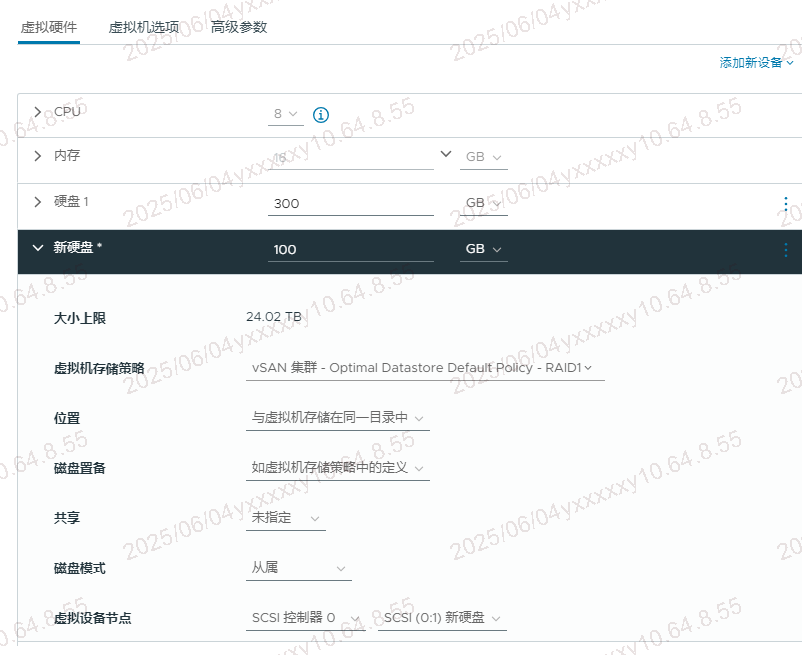 虚拟硬件 虚拟机选项 高级参数
添加新设备
CPU 8
内存 16 GB
硬盘 1 300 GB
新硬盘 * 100 GB
大小上限 24.02 TB
虚拟机存储策略 vSAN 集群 - Optimal Datastore Default Policy - RAID1
位置 与虚拟机存储在同一目录中
磁盘置备 如虚拟机存储策略中的定义
共享 未指定
磁盘模式 从属
虚拟设备节点 SCSI 控制器 0 SCSI (0:1) 新硬盘
2025/06/04yxxxxxy10.64.8.55